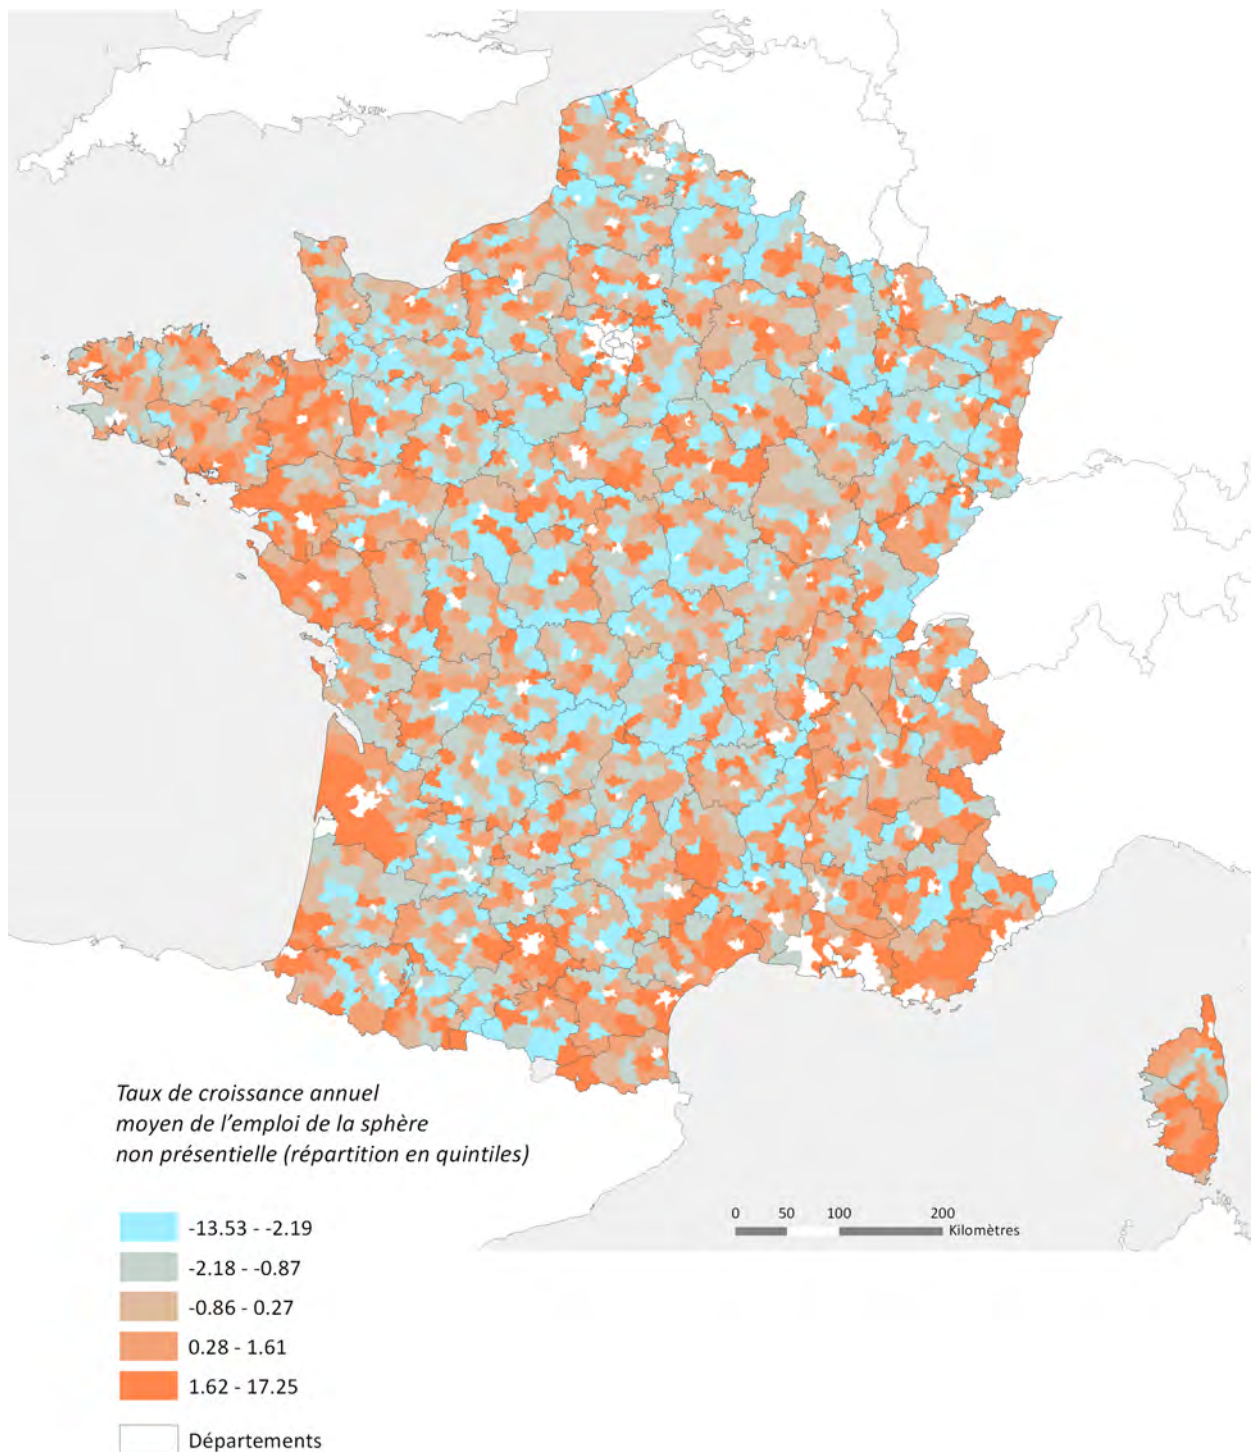 Taux de croissance annuel
moyen de l'emploi de la sphère
non présentielle (répartition en quintiles)
-13.53 - -2.19
-2.18 - -0.87
-0.86 - 0.27
0.28 - 1.61
1.62 - 17.25
Départements
0 50 100 200
Kilomètres